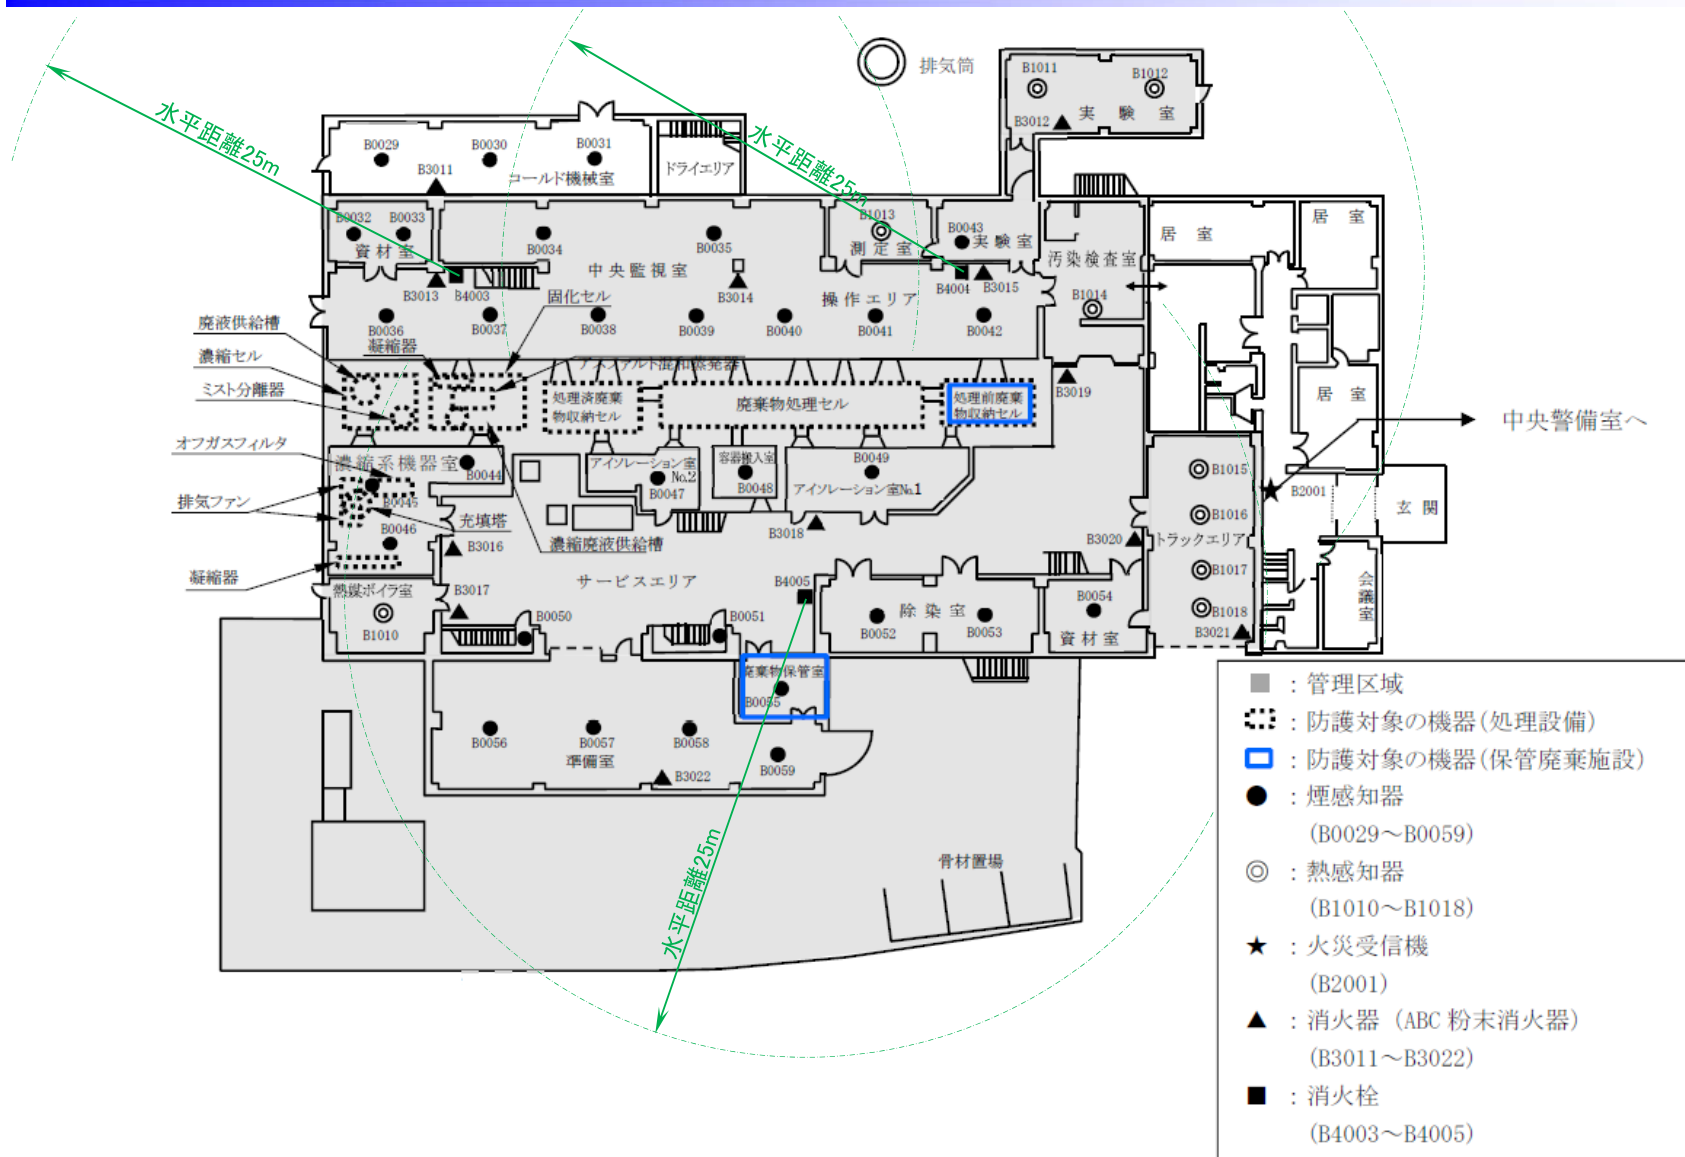 排気筒
B1011
B1012
B3012
実験室
水平距離25m
水平距離25m
B0029
B0030
B0031
B3011
コールド機械室
ドライエリア
B0032
B0033
資材室
B0034
B0035
B1013
測定室
B0043
実験室
居室
居室
中央監視室
汚染検査室
B3013
B4003
固化セル
B3014
操作エリア
B4004
B3015
B1014
B0036
B0037
B0038
B0039
B0040
B0041
B0042
廃液供給槽
凝縮器
濃縮セル
アスファルト混和蒸発器
ミスト分離器
処理済廃棄
物収納セル
廃棄物処理セル
処理前廃棄
物収納セル
B3019
居室
中央警備室へ
オフガスフィルタ
濃縮系機器室
B0044
アイソレーション室
No.2
B0047
容器搬入室
B0048
B0049
アイソレーション室No.1
B1015
B2001
排気ファン
B0045
充填塔
B0046
B3016
濃縮廃液供給槽
B3018
B3020
B1016
トラックエリア
玄関
凝縮器
熱媒ボイラ室
B3017
サービスエリア
B4005
B1017
会議室
B1010
B0050
B0051
除染室
B0052
B0053
B0054
資材室
B1018
B3021
廃棄物保管室
B0055
B0056
B0057
B0058
準備室
B0059
B3022
水平距離25m
骨材置場
：管理区域
：防護対象の機器(処理設備)
：防護対象の機器(保管廃棄施設)
：煙感知器
(B0029～B0059)
：熱感知器
(B1010～B1018)
：火災受信機
(B2001)
：消火器（ABC 粉末消火器）
(B3011～B3022)
：消火栓
(B4003～B4005)